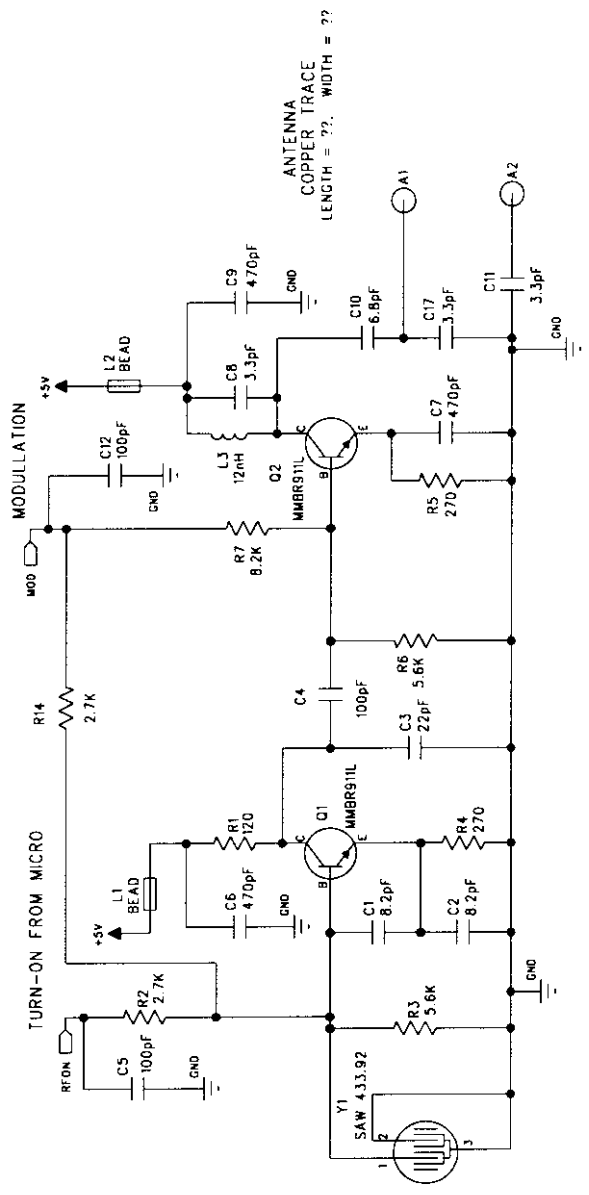 TURN-ON FROM MICRO
RFON
C5
100pF
GND
R2
2.7K
+5V
L1
BEAD
C6
470pF
GND
R1
120
R14
2.7K
MODULLATION
MOD
C12
100pF
GND
+5V
L2
BEAD
C9
470pF
GND
L3
12nH
C8
3.3pF
R7
8.2K
Q2
MMBR911L
C
B
E
C10
6.8pF
ANTENNA
COPPER TRACE
LENGTH = ??, WIDTH = ??
A1
C17
3.3pF
A2
C11
3.3pF
GND
C7
470pF
R5
270
C4
100pF
R6
5.6K
C3
22pF
Q1
MMBR911L
C
B
E
C1
8.2pF
C2
8.2pF
R4
270
R3
5.6K
GND
Y1
SAW 433.92
1
2
3